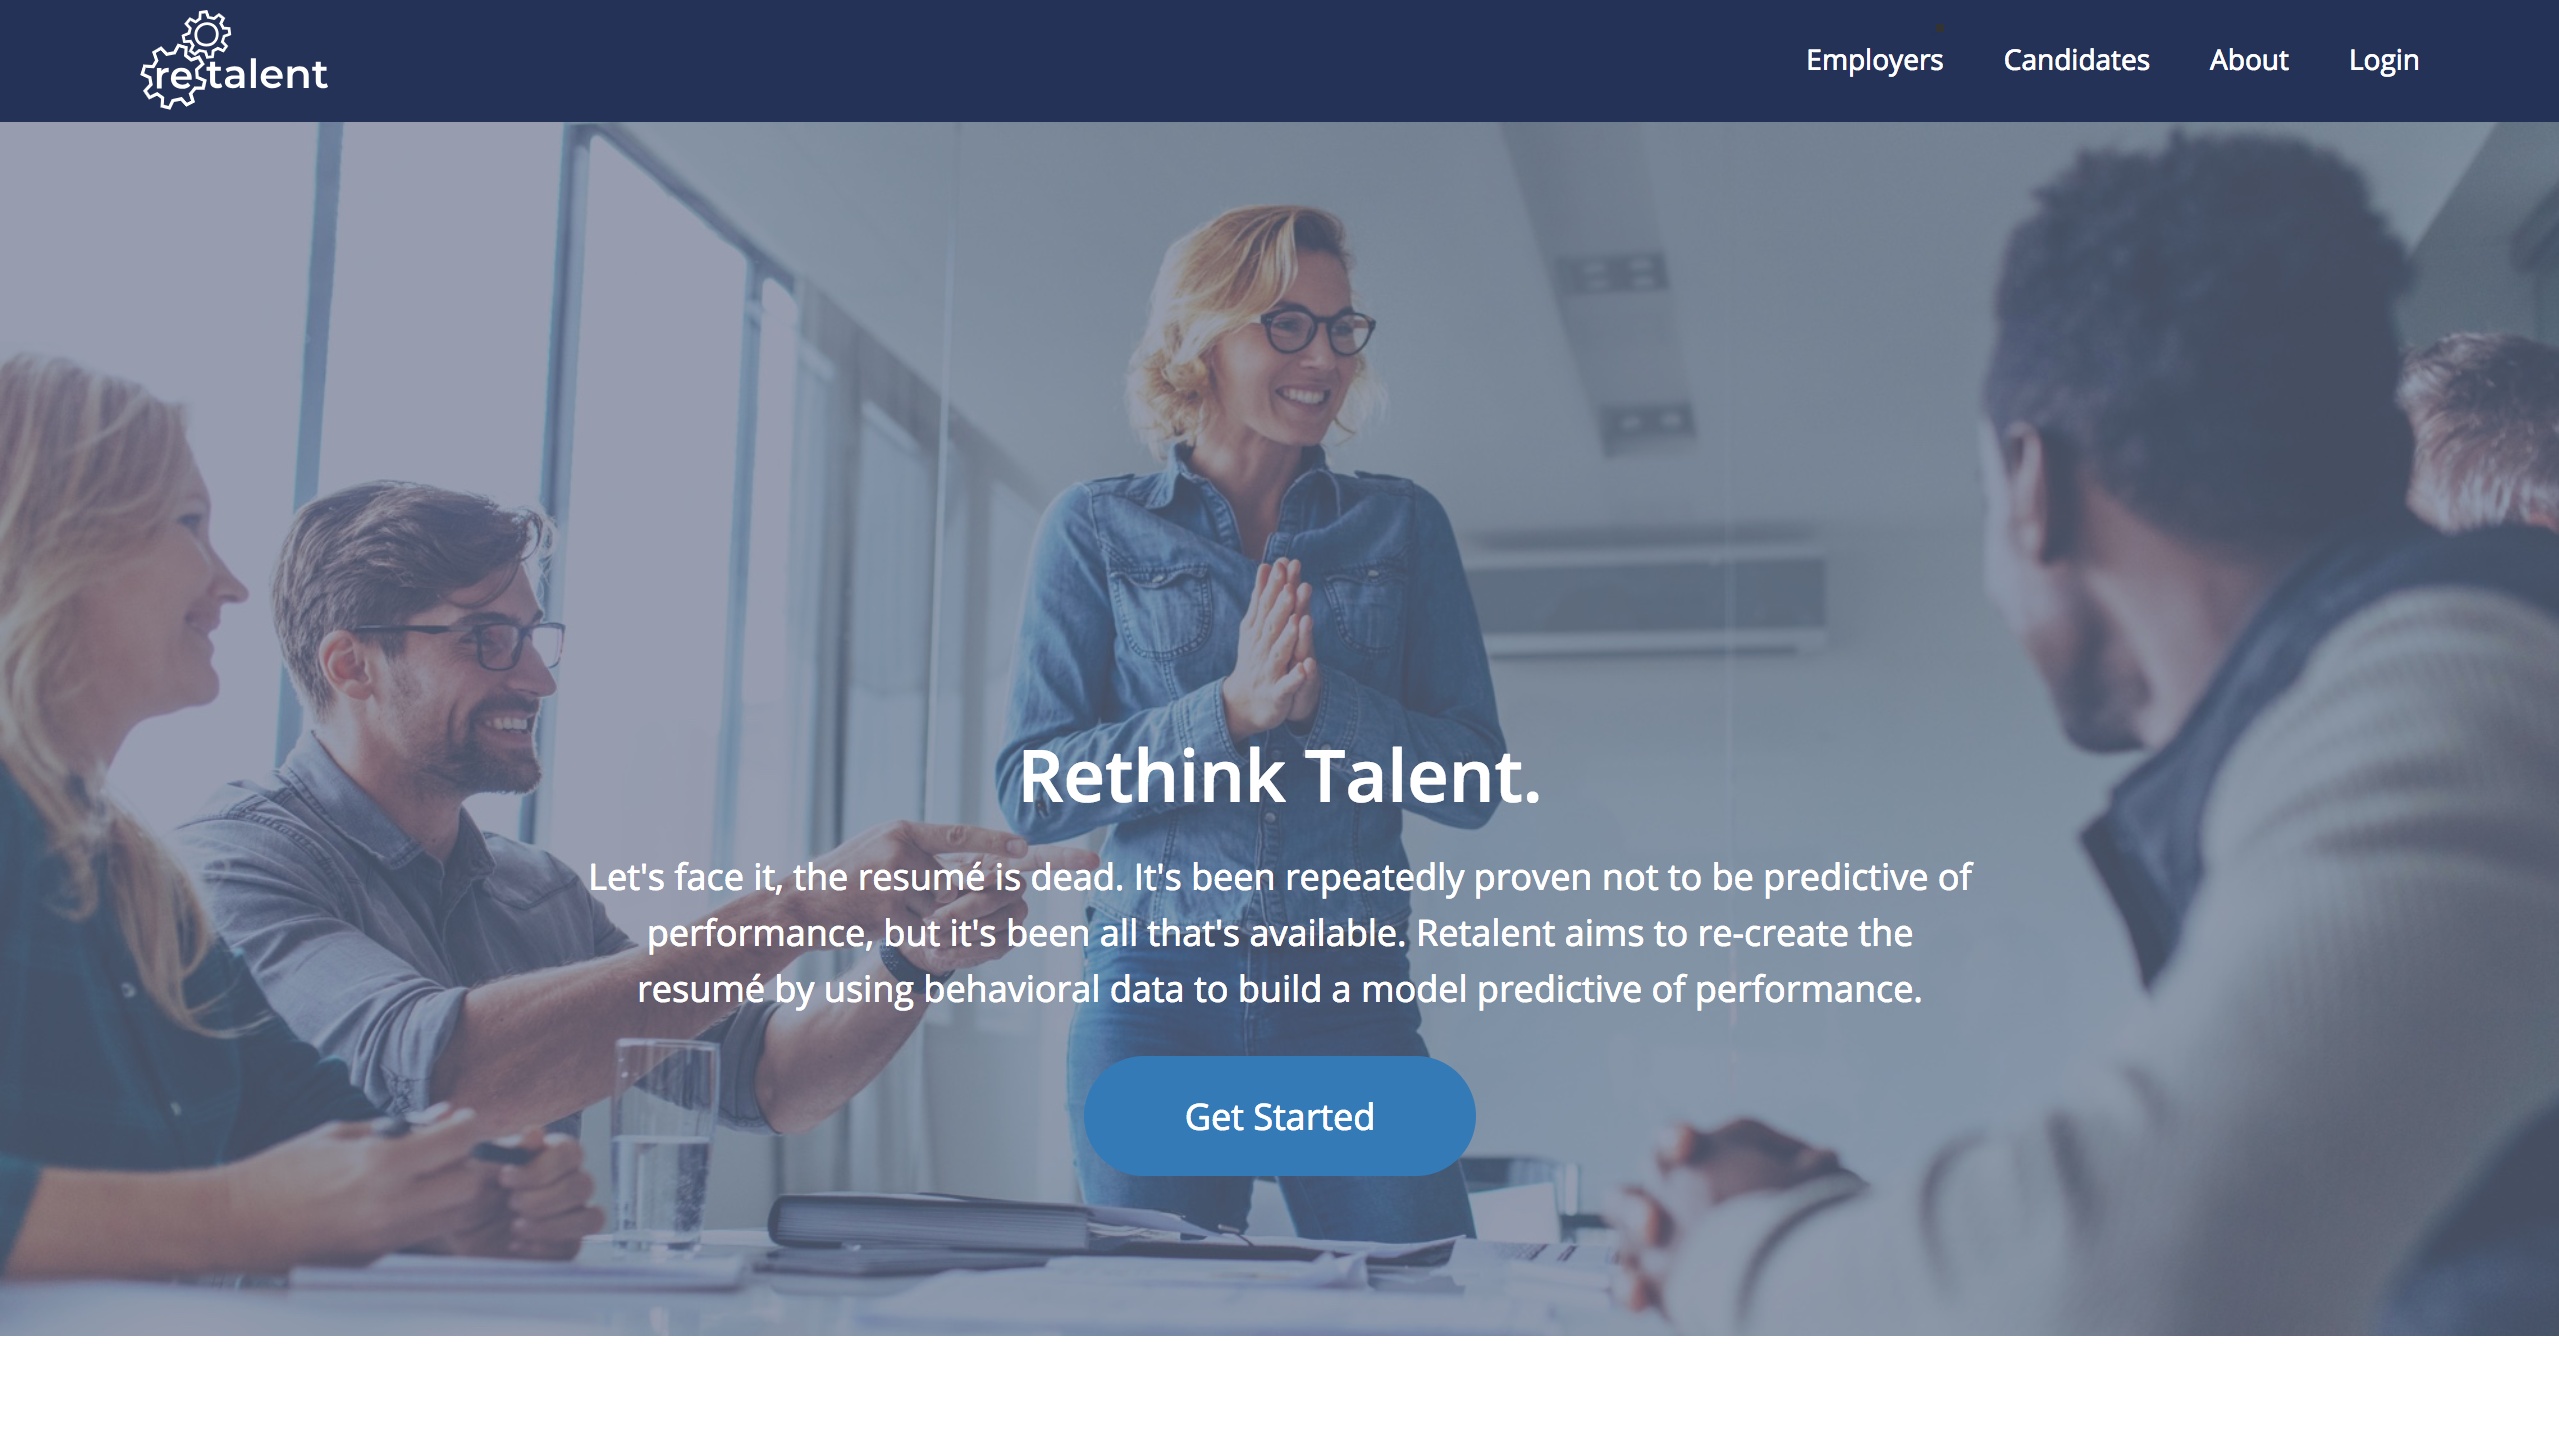 retalent
Employers
Candidates
About
Login
Rethink Talent.
Let's face it, the resumé is dead. It's been repeatedly proven not to be predictive of
performance, but it's been all that's available. Retalent aims to re-create the
resumé by using behavioral data to build a model predictive of performance.
Get Started